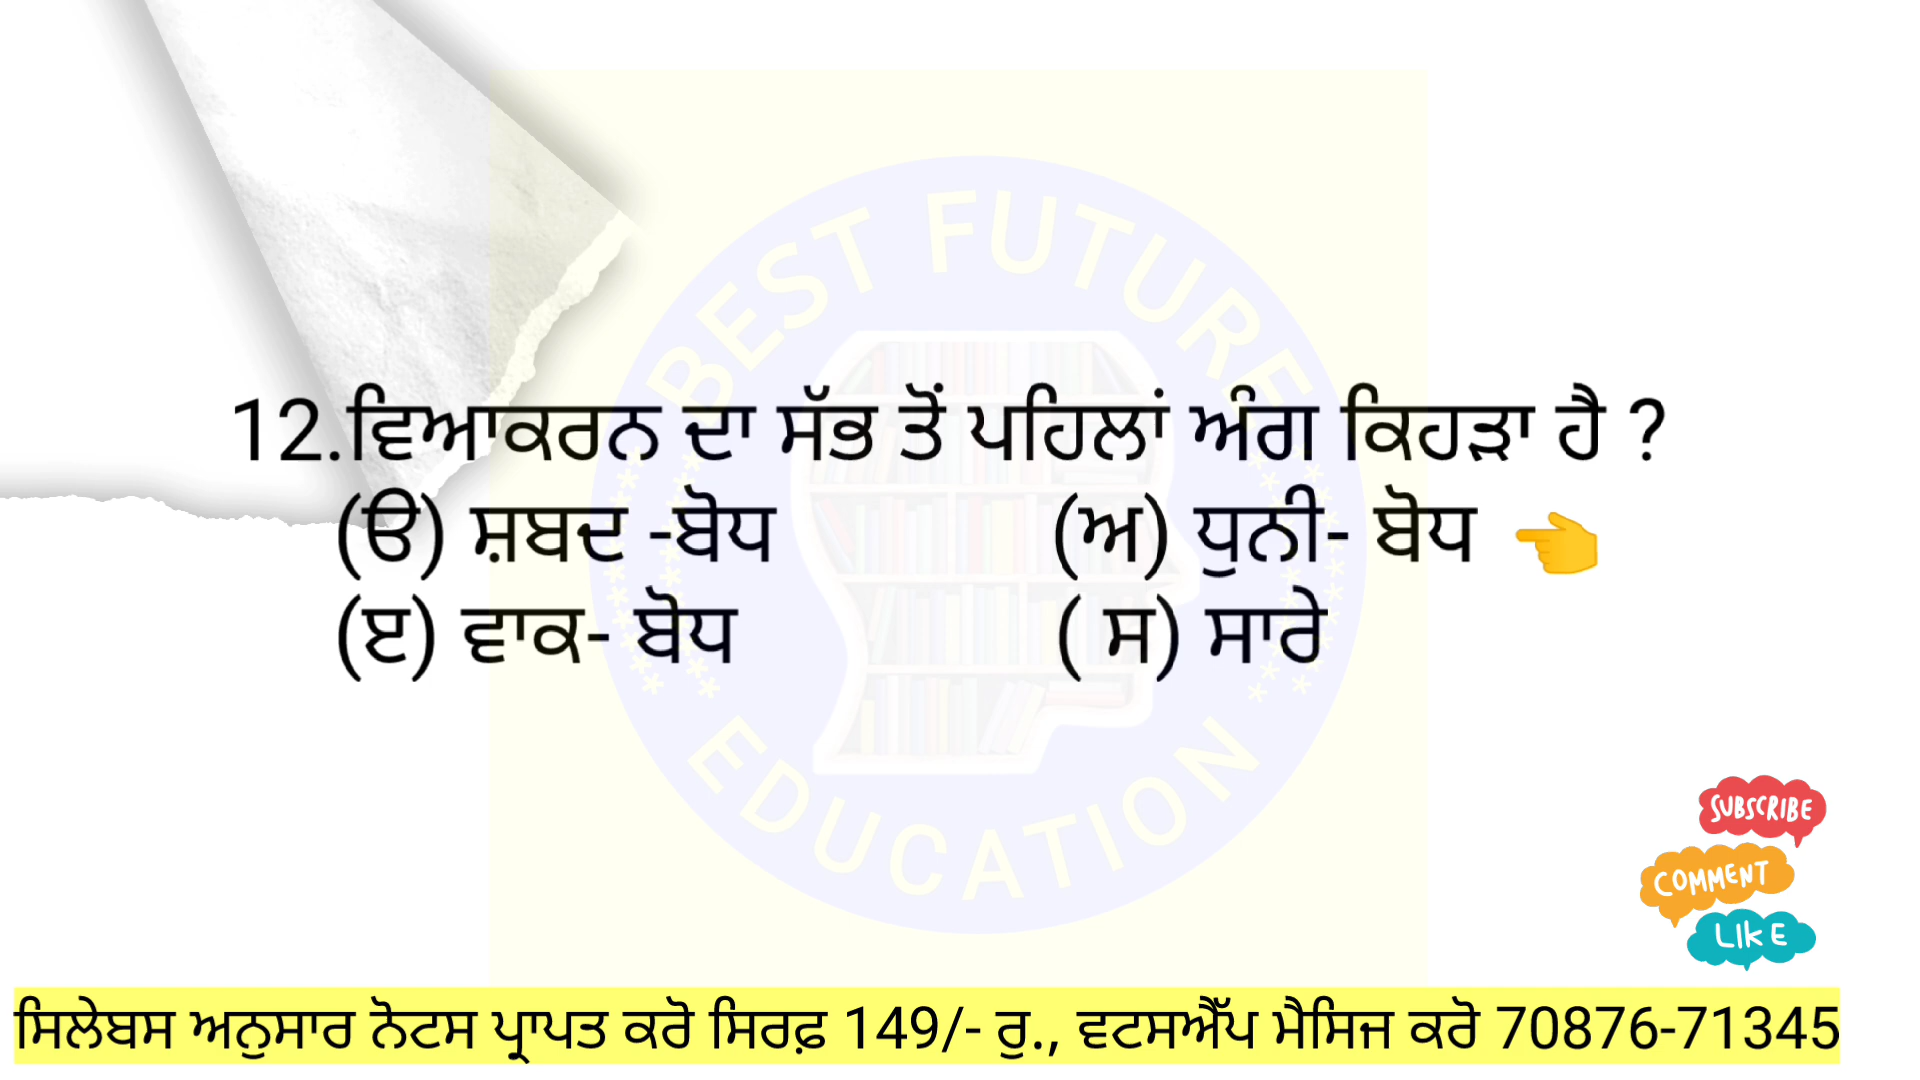 BEST FUTURE
12.ਵਿਆਕਰਨ ਦਾ ਸੱਭ ਤੋਂ ਪਹਿਲਾਂ ਅੰਗ ਕਿਹੜਾ ਹੈ ?
(ੳ) ਸ਼ਬਦ -ਬੋਧ (ਅ) ਧੁਨੀ- ਬੋਧ 👈
(ੲ) ਵਾਕ- ਬੋਧ ( ਸ) ਸਾਰੇ
EDUCATION
SUBSCRIBE
COMMENT
LIKE
ਸਿਲੇਬਸ ਅਨੁਸਾਰ ਨੋਟਸ ਪ੍ਰਾਪਤ ਕਰੋ ਸਿਰਫ਼ 149/- ਰੁ., ਵਟਸਐੱਪ ਮੈਸਿਜ ਕਰੋ 70876-71345